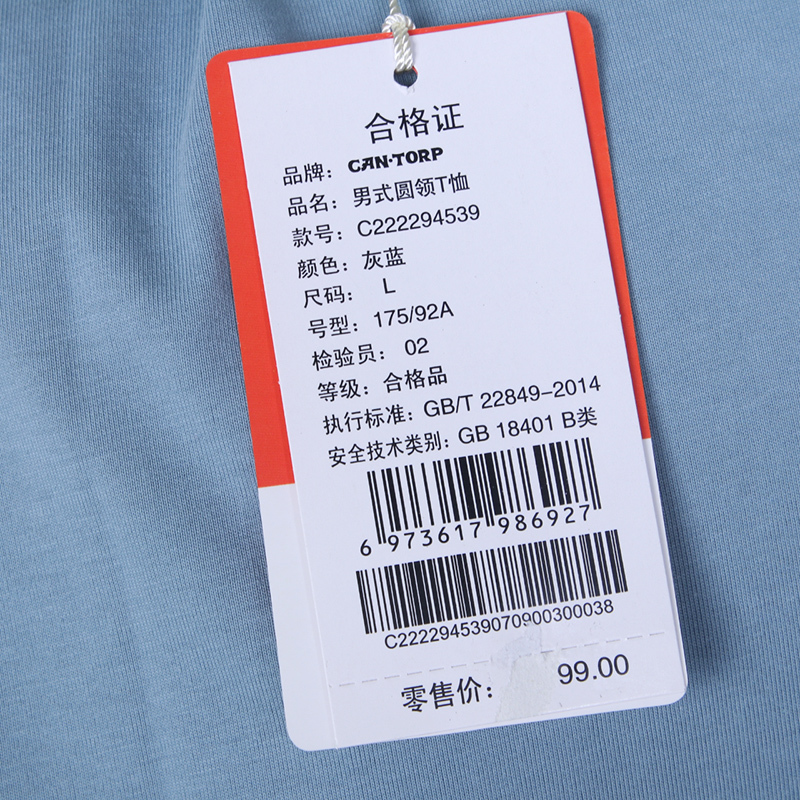 合格证
品牌: CAN·TORP
品名: 男式圆领T恤
款号: C222294539
颜色: 灰蓝
尺码: L
号型: 175/92A
检验员: 02
等级: 合格品
执行标准: GB/T 22849-2014
安全技术类别: GB 18401 B类
6 973617 986927
C222294539070900300038
零售价: 99.00